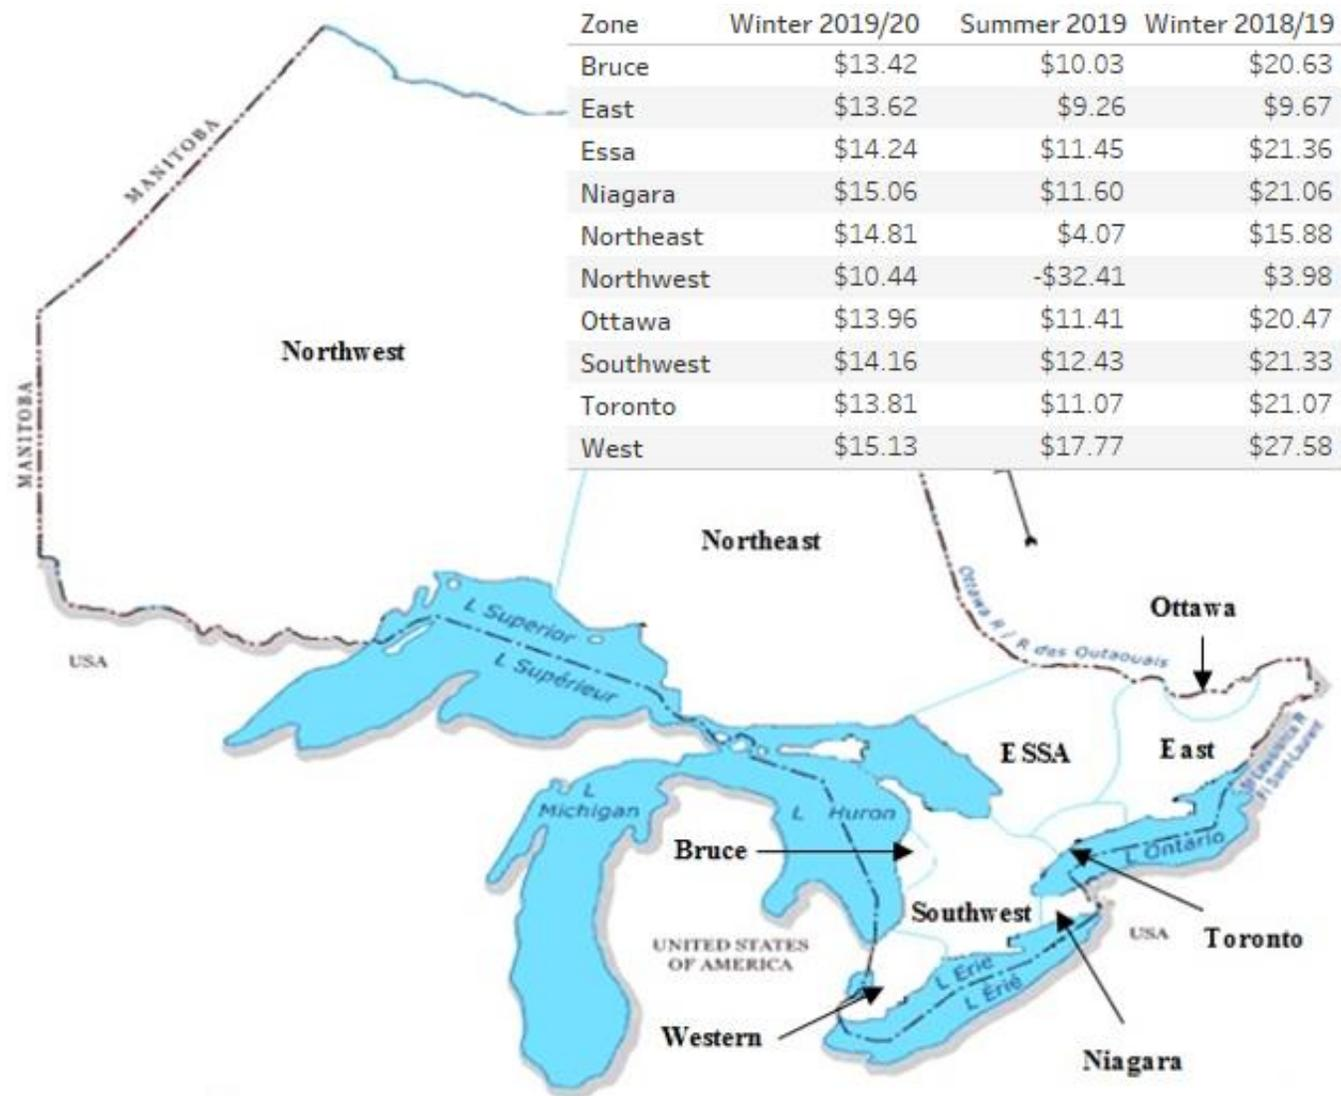 Zone Winter 2019/20 Summer 2019 Winter 2018/19
Bruce $13.42 $10.03 $20.63
East $13.62 $9.26 $9.67
Essa $14.24 $11.45 $21.36
Niagara $15.06 $11.60 $21.06
Northeast $14.81 $4.07 $15.88
Northwest $10.44 -$32.41 $3.98
Ottawa $13.96 $11.41 $20.47
Southwest $14.16 $12.43 $21.33
Toronto $13.81 $11.07 $21.07
West $15.13 $17.77 $27.58
MANITOBA
MANITOBA
Northwest
Northeast
Ottawa R / R des Outaouais
Ottawa
L Superior
L Supérieur
USA
ESSA
East
St Lawrence R
Fl Saint-Laurent
L
Michigan
L Huron
Bruce
L Ontario
Southwest
UNITED STATES
OF AMERICA
USA
Toronto
L Erie
L Érié
Western
Niagara